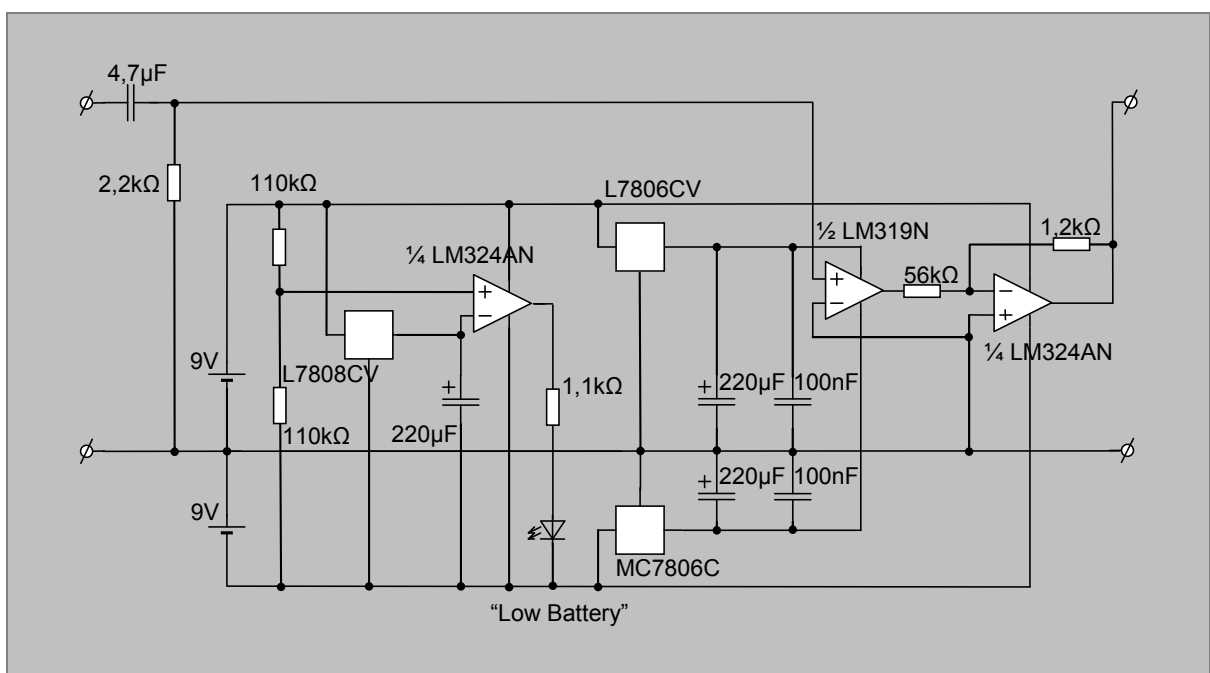 4,7µF
2,2kΩ
110kΩ
L7806CV
¼ LM324AN
½ LM319N
1,2kΩ
56kΩ
+
−
+
−
−
+
¼ LM324AN
9V
L7808CV
+
1,1kΩ
+
220µF
100nF
110kΩ
220µF
+
220µF
100nF
9V
MC7806C
“Low Battery”